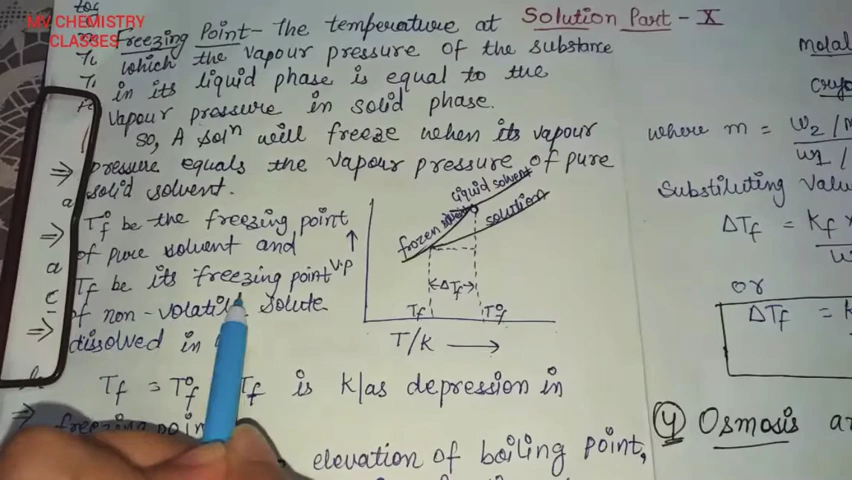 MV CHEMISTRY
CLASSES
Solution Part - X
Freezing Point - The temperature at
which the vapour pressure of the substance
in its liquid phase is equal to the
vapour pressure in solid phase.
So, A solⁿ will freeze when its vapour
pressure equals the vapour pressure of pure
solid solvent.
T°f be the freezing point
of pure solvent and
Tf be its freezing point
of non-volatile solute
dissolved in
Tf = T°f Tf is k/as depression in
freezing poin
elevation of boiling point,
V.P
liquid solvent
frozen
solution
ΔTf
Tf
T°f
T/K
where m =
w2 /
w1 /
Substituting
ΔTf = Kf
or
ΔTf =
(4) Osmosis